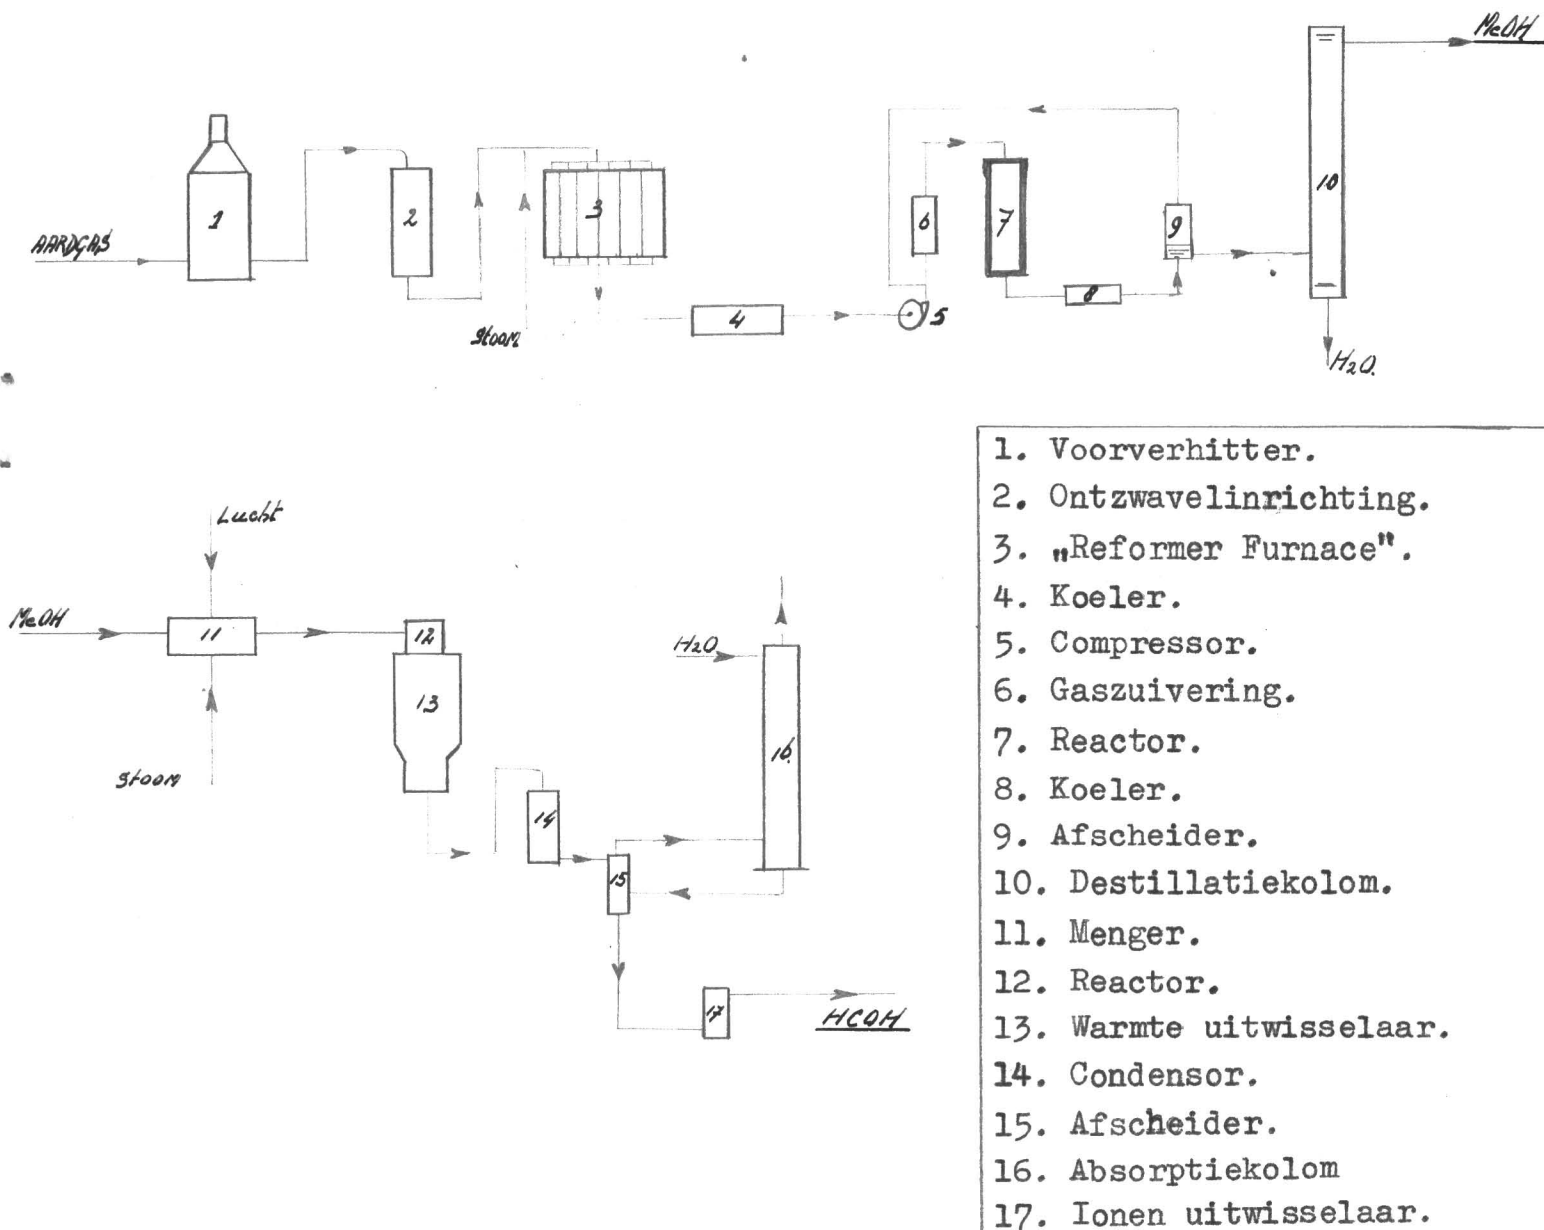 MeOH
AARDGAS
1
2
3
Stoom
4
5
6
7
8
9
10
H₂O.
Lucht
MeOH
11
12
Stoom
13
H₂O
14
15
16.
17
HCOH
1. Voorverhitter.
2. Ontzwavelinrichting.
3. „Reformer Furnace".
4. Koeler.
5. Compressor.
6. Gaszuivering.
7. Reactor.
8. Koeler.
9. Afscheider.
10. Destillatiekolom.
11. Menger.
12. Reactor.
13. Warmte uitwisselaar.
14. Condensor.
15. Afscheider.
16. Absorptiekolom
17. Ionen uitwisselaar.